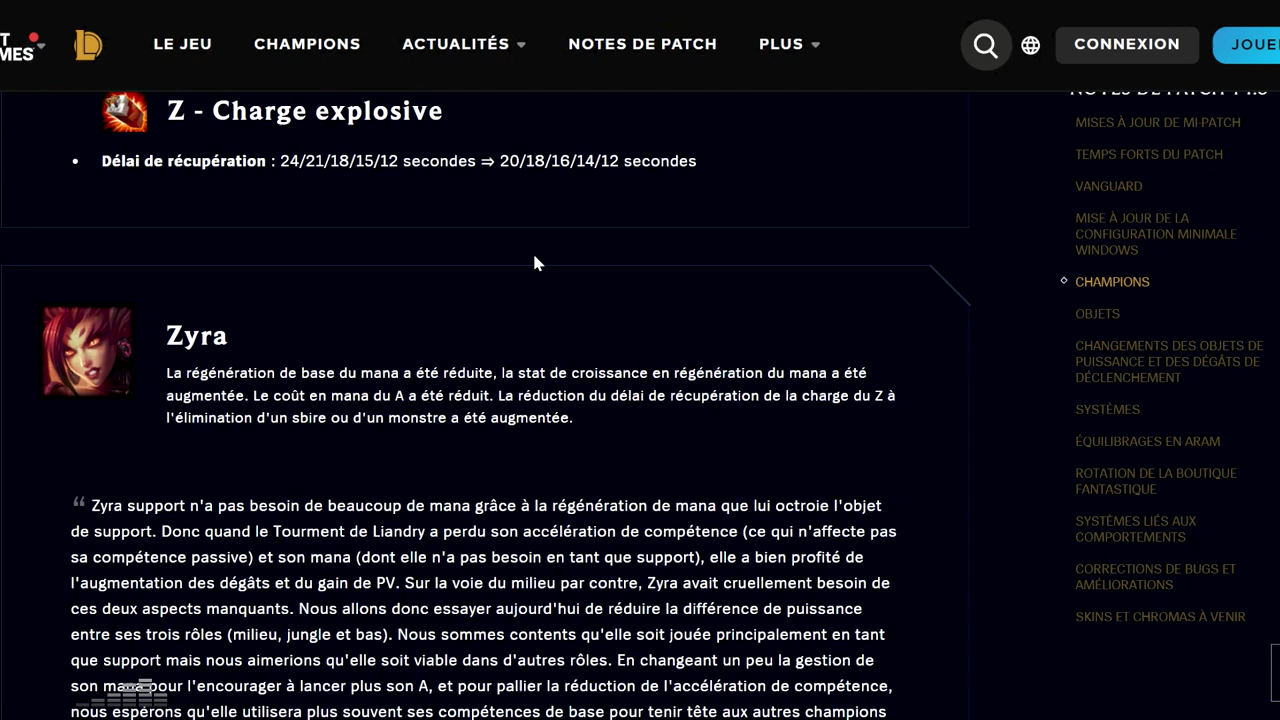 LE JEU CHAMPIONS ACTUALITÉS NOTES DE PATCH PLUS CONNEXION
Z - Charge explosive
• Délai de récupération : 24/21/18/15/12 secondes ⇒ 20/18/16/14/12 secondes
Zyra
La régénération de base du mana a été réduite, la stat de croissance en régénération du mana a été
augmentée. Le coût en mana du A a été réduit. La réduction du délai de récupération de la charge du Z à
l'élimination d'un sbire ou d'un monstre a été augmentée.
“ Zyra support n'a pas besoin de beaucoup de mana grâce à la régénération de mana que lui octroie l'objet
de support. Donc quand le Tourment de Liandry a perdu son accélération de compétence (ce qui n'affecte pas
sa compétence passive) et son mana (dont elle n'a pas besoin en tant que support), elle a bien profité de
l'augmentation des dégâts et du gain de PV. Sur la voie du milieu par contre, Zyra avait cruellement besoin de
ces deux aspects manquants. Nous allons donc essayer aujourd'hui de réduire la différence de puissance
entre ses trois rôles (milieu, jungle et bas). Nous sommes contents qu'elle soit jouée principalement en tant
que support mais nous aimerions qu'elle soit viable dans d'autres rôles. En changeant un peu la gestion de
son mana pour l'encourager à lancer plus son A, et pour pallier la réduction de l'accélération de compétence,
nous espérons qu'elle utilisera plus souvent ses compétences de base pour tenir tête aux autres champions
NOTES DE PATCH
MISES À JOUR DE MI-PATCH
TEMPS FORTS DU PATCH
VANGUARD
MISE À JOUR DE LA
CONFIGURATION MINIMALE
WINDOWS
CHAMPIONS
OBJETS
CHANGEMENTS DES OBJETS DE
PUISSANCE ET DES DÉGÂTS DE
DÉCLENCHEMENT
SYSTÈMES
ÉQUILIBRAGES EN ARAM
ROTATION DE LA BOUTIQUE
FANTASTIQUE
SYSTÈMES LIÉS AUX
COMPORTEMENTS
CORRECTIONS DE BUGS ET
AMÉLIORATIONS
SKINS ET CHROMAS À VENIR